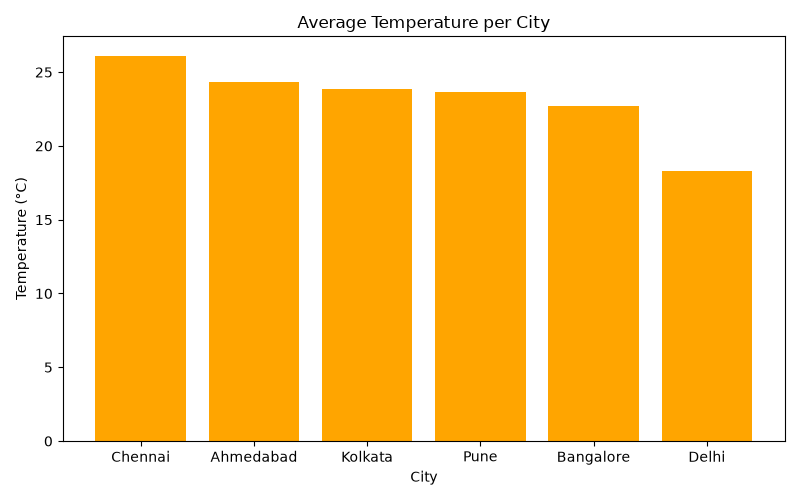 Average Temperature per City
Temperature (°C)
25
20
15
10
5
0
Chennai Ahmedabad Kolkata Pune Bangalore Delhi
City